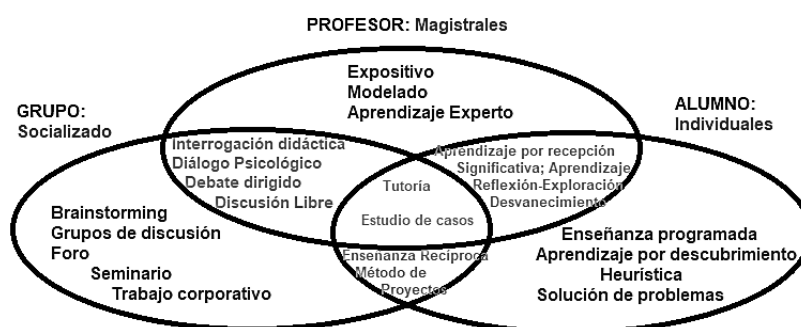 PROFESOR: Magistrales
Expositivo
Modelado
Aprendizaje Experto
GRUPO:
Socializado
ALUMNO:
Individuales
Interrogación didáctica
Diálogo Psicológico
Debate dirigido
Discusión Libre
Aprendizaje por recepción
Significativa; Aprendizaje
Reflexión-Exploración
Desvanecimiento
Tutoría
Estudio de casos
Brainstorming
Grupos de discusión
Foro
Seminario
Trabajo corporativo
Enseñanza Recíproca
Método de
Proyectos
Enseñanza programada
Aprendizaje por descubrimiento
Heurística
Solución de problemas